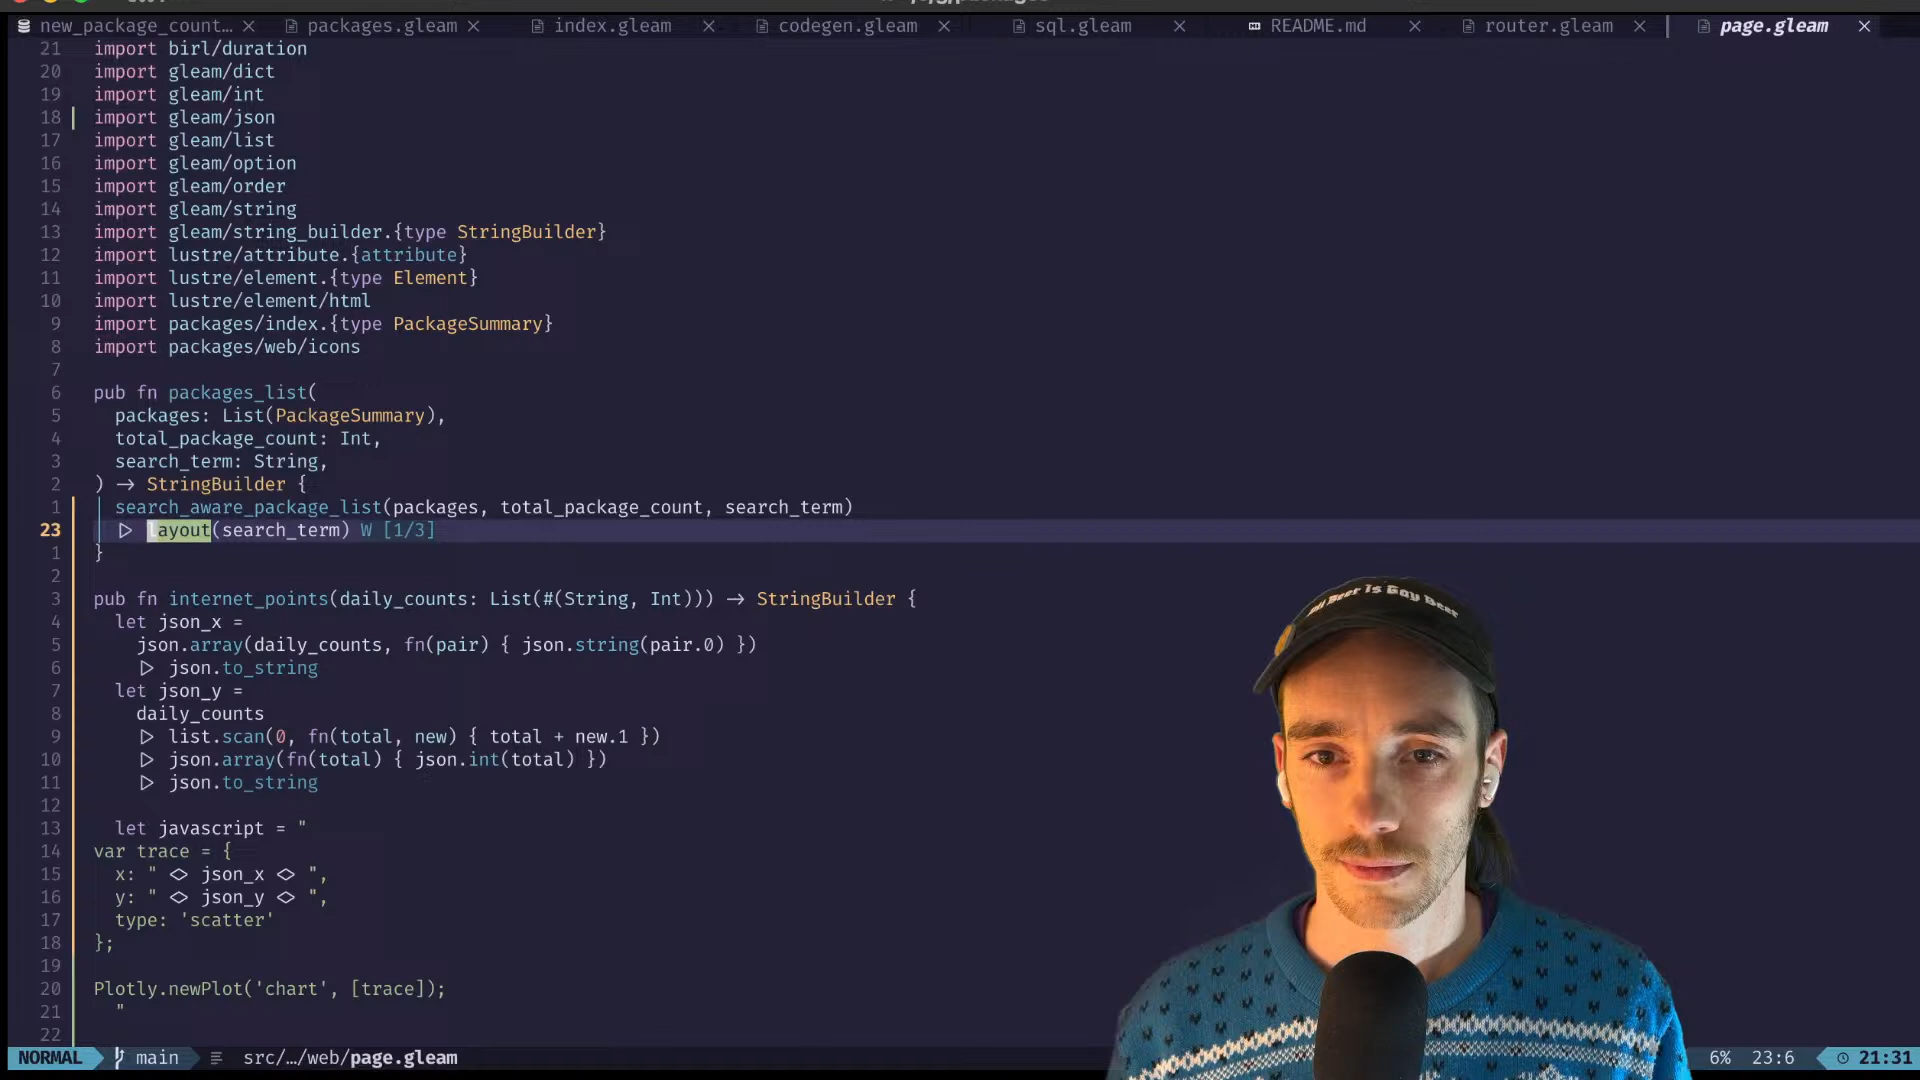 new_package_count… × packages.gleam × index.gleam × codegen.gleam × sql.gleam × README.md × router.gleam × page.gleam ×
21 import birl/duration
20 import gleam/dict
19 import gleam/int
18 import gleam/json
17 import gleam/list
16 import gleam/option
15 import gleam/order
14 import gleam/string
13 import gleam/string_builder.{type StringBuilder}
12 import lustre/attribute.{attribute}
11 import lustre/element.{type Element}
10 import lustre/element/html
9 import packages/index.{type PackageSummary}
8 import packages/web/icons
7
6 pub fn packages_list(
5 packages: List(PackageSummary),
4 total_package_count: Int,
3 search_term: String,
2 ) -> StringBuilder {
1 search_aware_package_list(packages, total_package_count, search_term)
23 |> layout(search_term) W [1/3]
1 }
2
3 pub fn internet_points(daily_counts: List(#(String, Int))) -> StringBuilder {
4 let json_x =
5 json.array(daily_counts, fn(pair) { json.string(pair.0) })
6 |> json.to_string
7 let json_y =
8 daily_counts
9 |> list.scan(0, fn(total, new) { total + new.1 })
10 |> json.array(fn(total) { json.int(total) })
11 |> json.to_string
12
13 let javascript = "
14 var trace = {
15 x: " <> json_x <> ",
16 y: " <> json_y <> ",
17 type: 'scatter'
18 };
19
20 Plotly.newPlot('chart', [trace]);
21 "
22
Beer is Gay Beer
NORMAL main src/…/web/page.gleam 6% 23:6 21:31